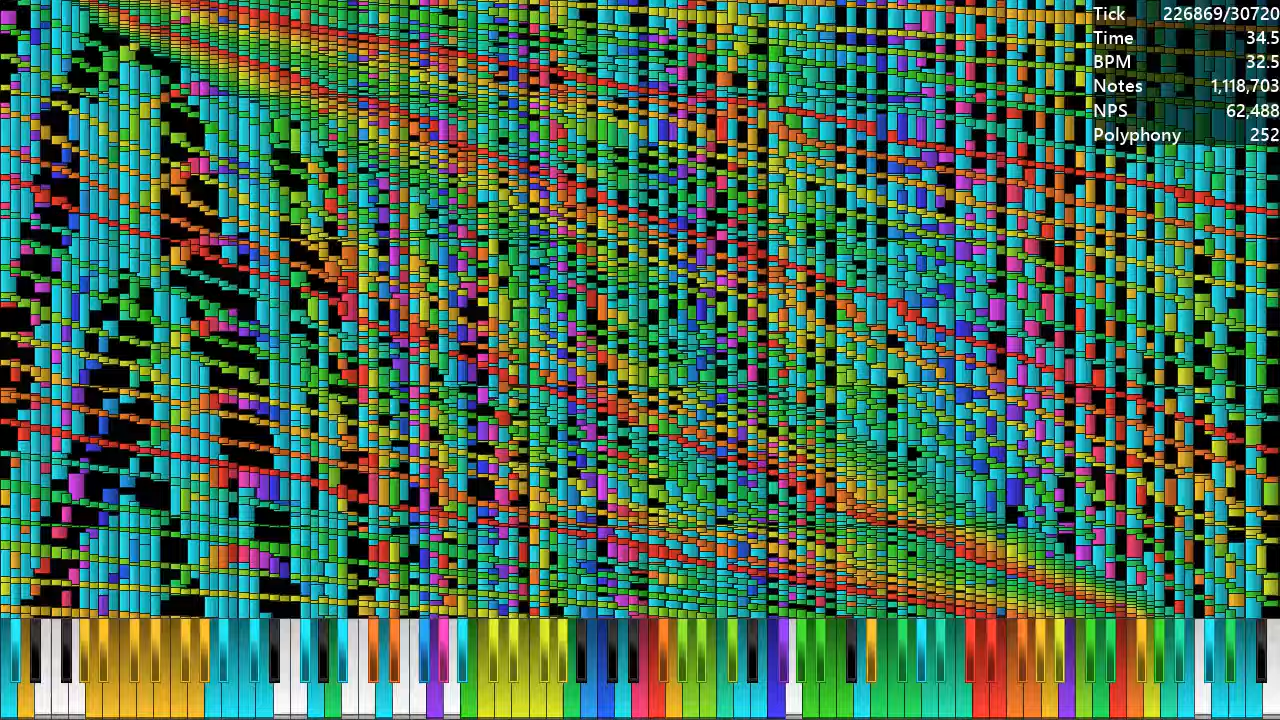 Tick 226869/30720
Time 34.5
BPM 32.5
Notes 1,118,703
NPS 62,488
Polyphony 252